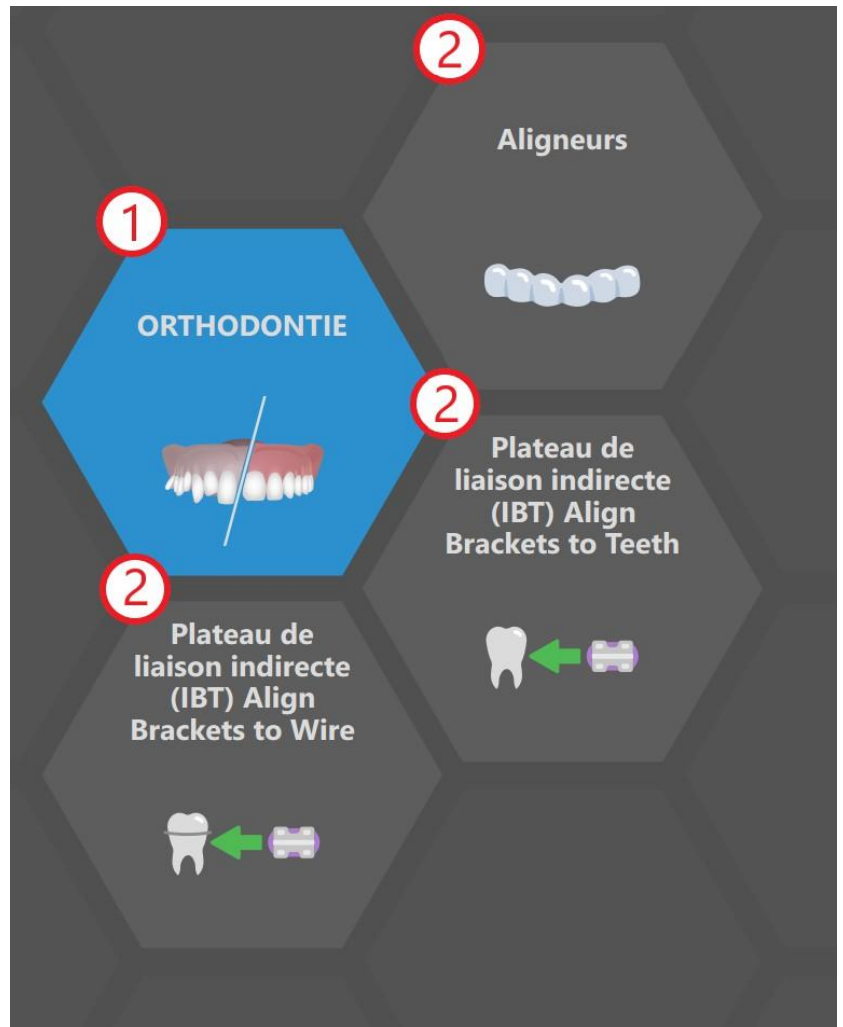 2
Aligneurs
1
ORTHODONTIE
2
Plateau de
liaison indirecte
(IBT) Align
Brackets to Teeth
2
Plateau de
liaison indirecte
(IBT) Align
Brackets to Wire